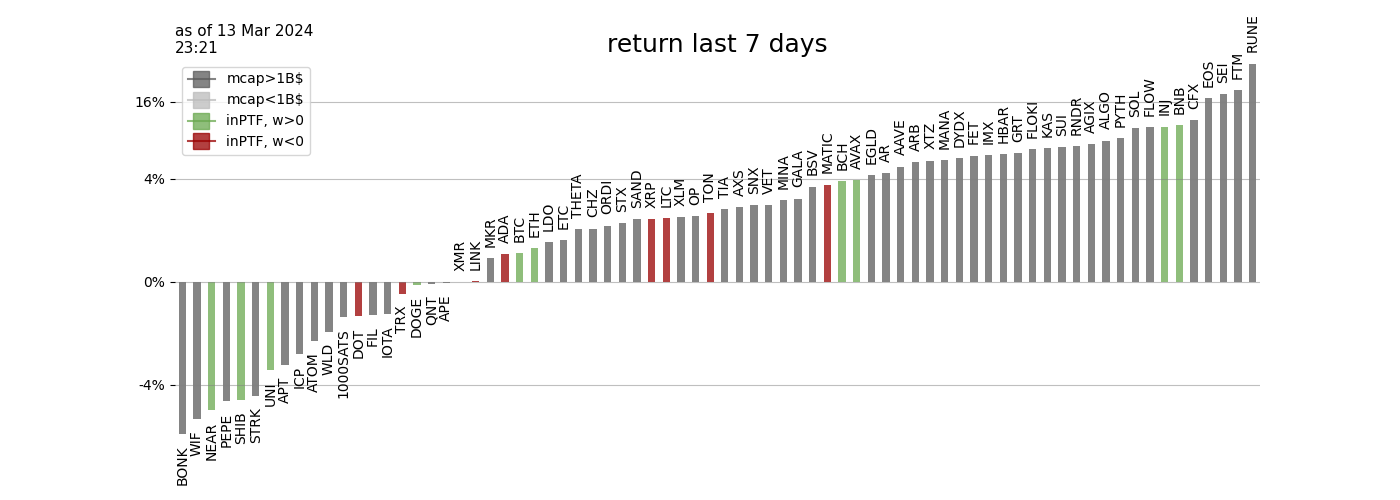 as of 13 Mar 2024
23:21
return last 7 days
mcap>1B$
mcap<1B$
inPTF, w>0
inPTF, w<0
16%
4%
0%
-4%
BONK
WIF
NEAR
PEPE
SHIB
STRK
UNI
APT
ICP
ATOM
WLD
1000SATS
DOT
FIL
IOTA
TRX
DOGE
QNT
APE
XMR
LINK
MKR
ADA
BTC
ETH
LDO
ETC
THETA
CHZ
ORDI
STX
SAND
XRP
LTC
XLM
OP
TON
TIA
AXS
SNX
VET
MINA
GALA
BSV
MATIC
BCH
AVAX
EGLD
AR
AAVE
ARB
XTZ
MANA
DYDX
FET
IMX
HBAR
GRT
FLOKI
KAS
SUI
RNDR
AGIX
ALGO
PYTH
SOL
FLOW
INJ
BNB
CFX
EOS
SEI
FTM
RUNE